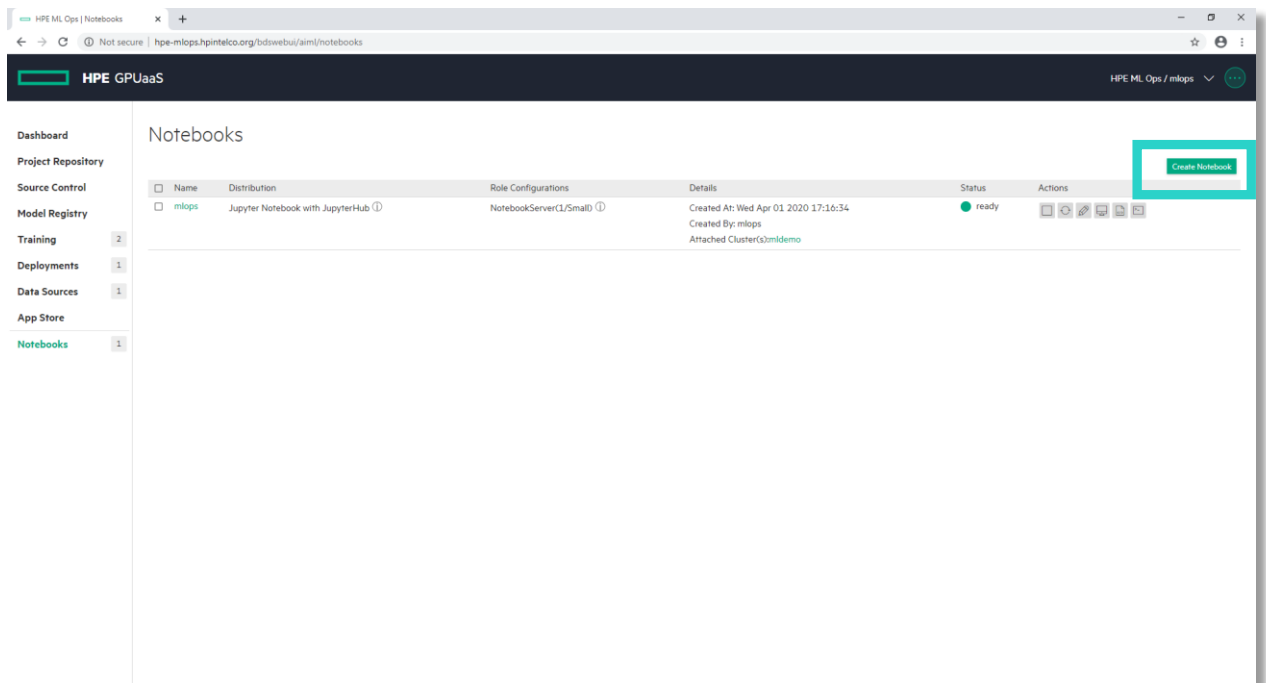 HPE ML Ops | Notebooks
Not secure | hpe-mlops.hpintelco.org/bdswebui/aiml/notebooks
HPE GPUaaS
HPE ML Ops / mlops
Dashboard
Project Repository
Source Control
Model Registry
Training 2
Deployments 1
Data Sources 1
App Store
Notebooks 1
Notebooks
Create Notebook
Name Distribution Role Configurations Details Status Actions
mlops Jupyter Notebook with JupyterHub NotebookServer(1/Small) Created At: Wed Apr 01 2020 17:16:34 ready
Created By: mlops
Attached Cluster(s):mldemo